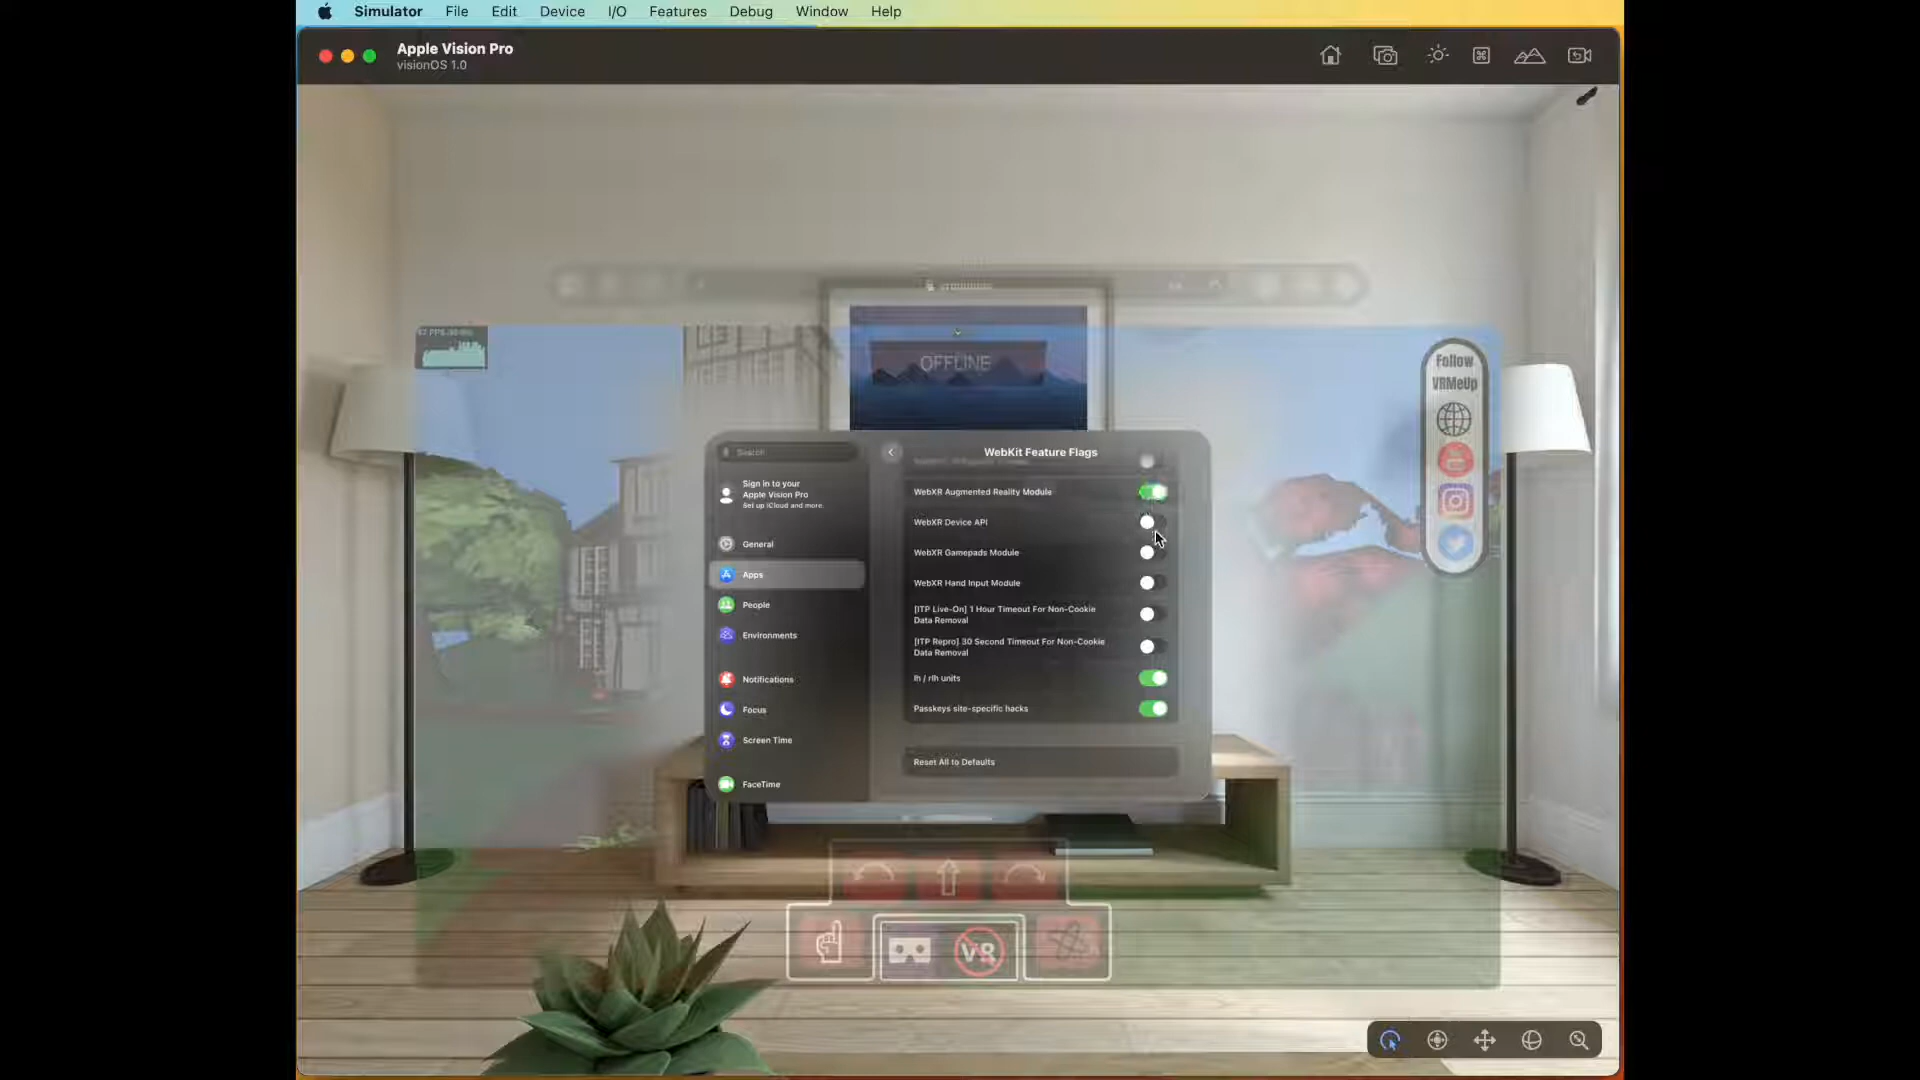 Simulator File Edit Device I/O Features Debug Window Help
Apple Vision Pro
visionOS 1.0
OFFLINE
Follow
VRMeUp
Search
WebKit Feature Flags
Sign in to your
Apple Vision Pro
Set up iCloud and more.
General
Apps
People
Environments
Notifications
Focus
Screen Time
FaceTime
WebXR Augmented Reality Module
WebXR Device API
WebXR Gamepads Module
WebXR Hand Input Module
[ITP Live-On] 1 Hour Timeout For Non-Cookie
Data Removal
[ITP Repro] 30 Second Timeout For Non-Cookie
Data Removal
lh / rlh units
Passkeys site-specific hacks
Reset All to Defaults
VR